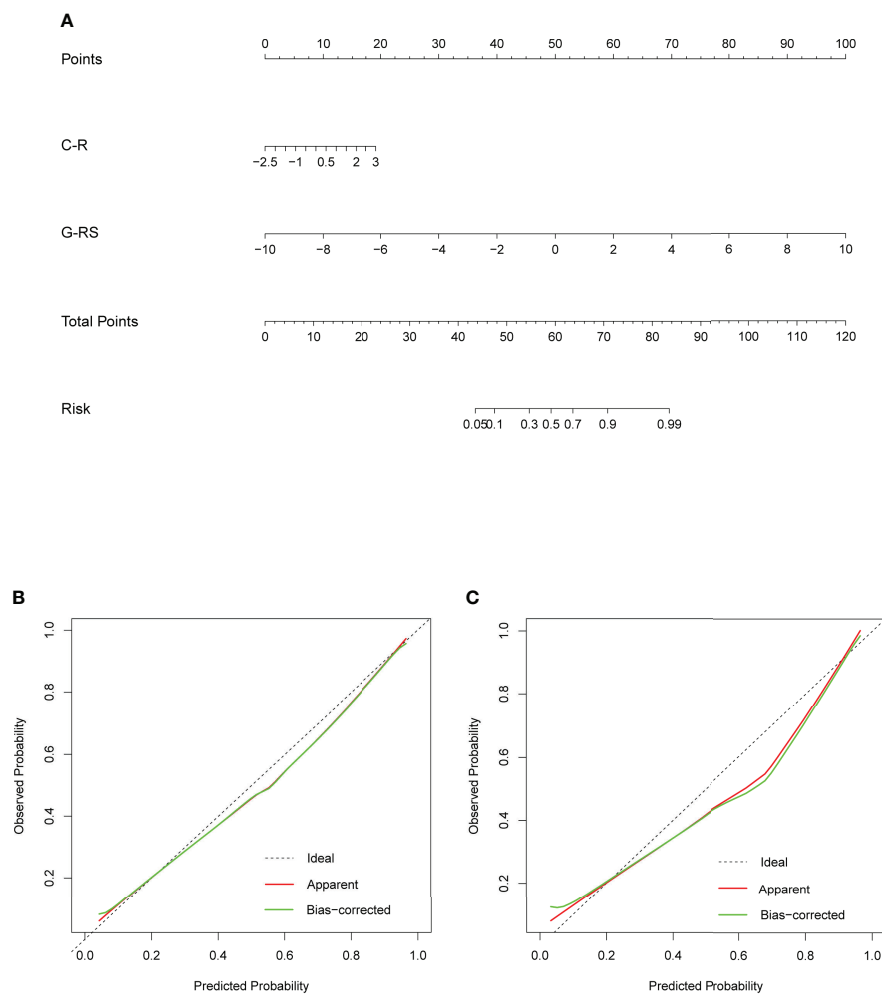 A
Points
0 10 20 30 40 50 60 70 80 90 100
C-R
−2.5 −1 0.5 2 3
G-RS
−10 −8 −6 −4 −2 0 2 4 6 8 10
Total Points
0 10 20 30 40 50 60 70 80 90 100 110 120
Risk
0.05 0.1 0.3 0.5 0.7 0.9 0.99
B
Observed Probability
1.0
0.8
0.6
0.4
0.2
Ideal
Apparent
Bias−corrected
0.0 0.2 0.4 0.6 0.8 1.0
Predicted Probability
C
Observed Probability
1.0
0.8
0.6
0.4
0.2
Ideal
Apparent
Bias−corrected
0.0 0.2 0.4 0.6 0.8 1.0
Predicted Probability